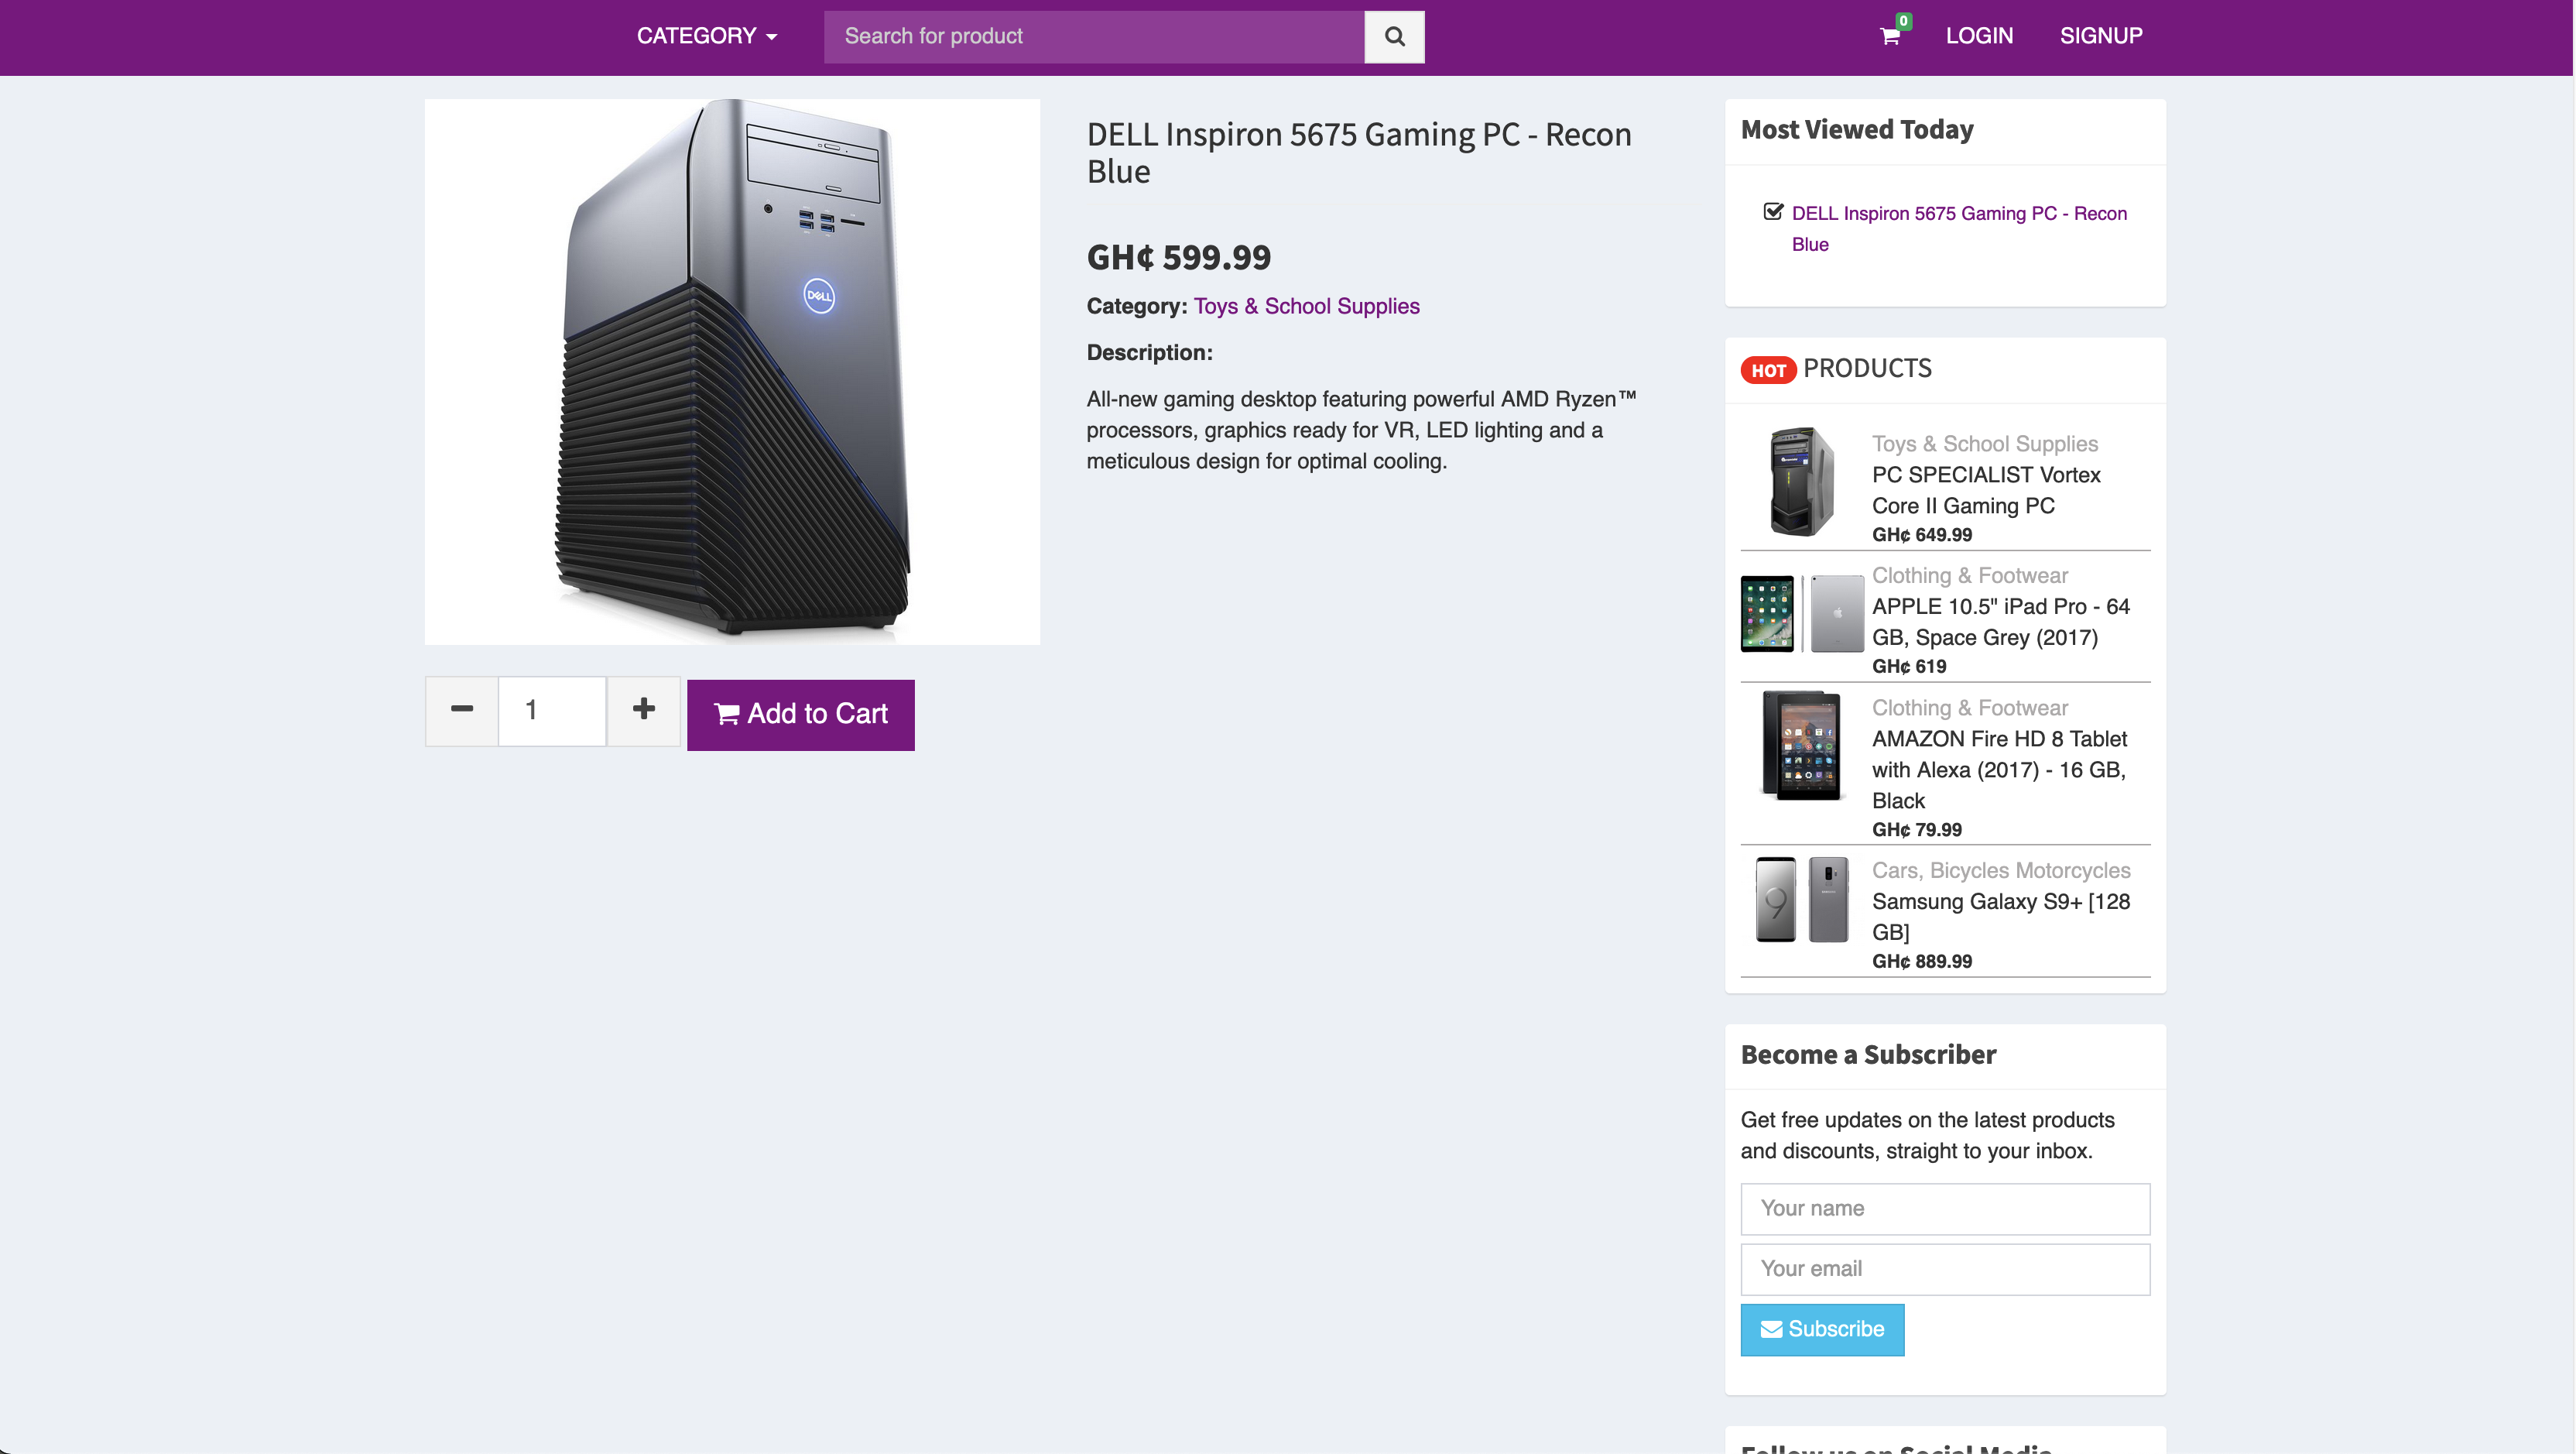 CATEGORY
Search for product
0
LOGIN
SIGNUP
DELL
DELL Inspiron 5675 Gaming PC - Recon
Blue
GH¢ 599.99
Category: Toys & School Supplies
Description:
All-new gaming desktop featuring powerful AMD Ryzen™
processors, graphics ready for VR, LED lighting and a
meticulous design for optimal cooling.
1
Add to Cart
Most Viewed Today
DELL Inspiron 5675 Gaming PC - Recon
Blue
HOT PRODUCTS
Toys & School Supplies
PC SPECIALIST Vortex
Core II Gaming PC
GH¢ 649.99
Clothing & Footwear
APPLE 10.5" iPad Pro - 64
GB, Space Grey (2017)
GH¢ 619
Clothing & Footwear
AMAZON Fire HD 8 Tablet
with Alexa (2017) - 16 GB,
Black
GH¢ 79.99
Cars, Bicycles Motorcycles
Samsung Galaxy S9+ [128
GB]
GH¢ 889.99
Become a Subscriber
Get free updates on the latest products
and discounts, straight to your inbox.
Your name
Your email
Subscribe
Follow us on Social Media